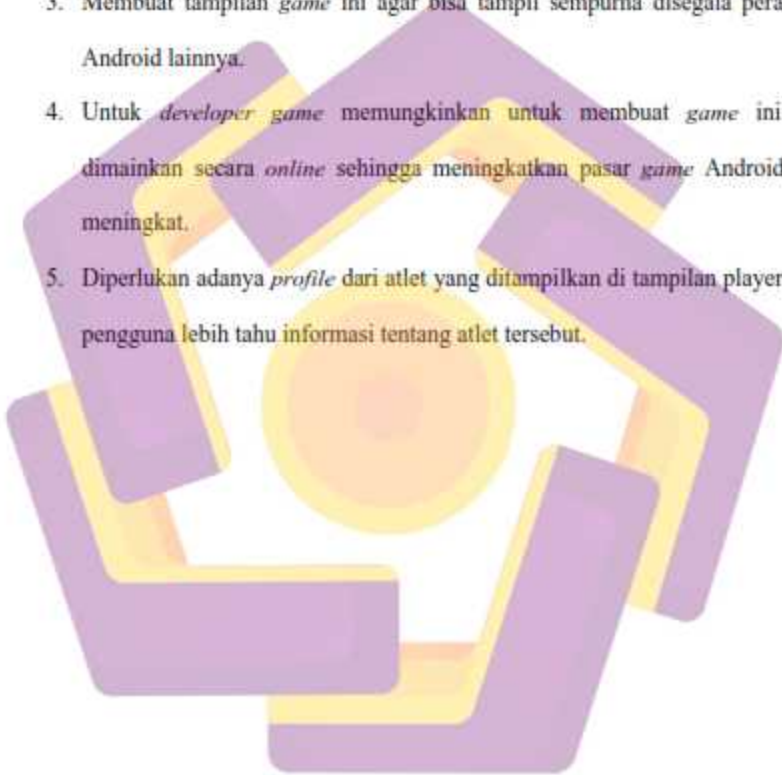 3. Membuat tampilan game ini agar bisa tampil sempurna disegala pera
Android lainnya.
4. Untuk developer game memungkinkan untuk membuat game ini
dimainkan secara online sehingga meningkatkan pasar game Android
meningkat.
5. Diperlukan adanya profile dari atlet yang ditampilkan di tampilan player
pengguna lebih tahu informasi tentang atlet tersebut.